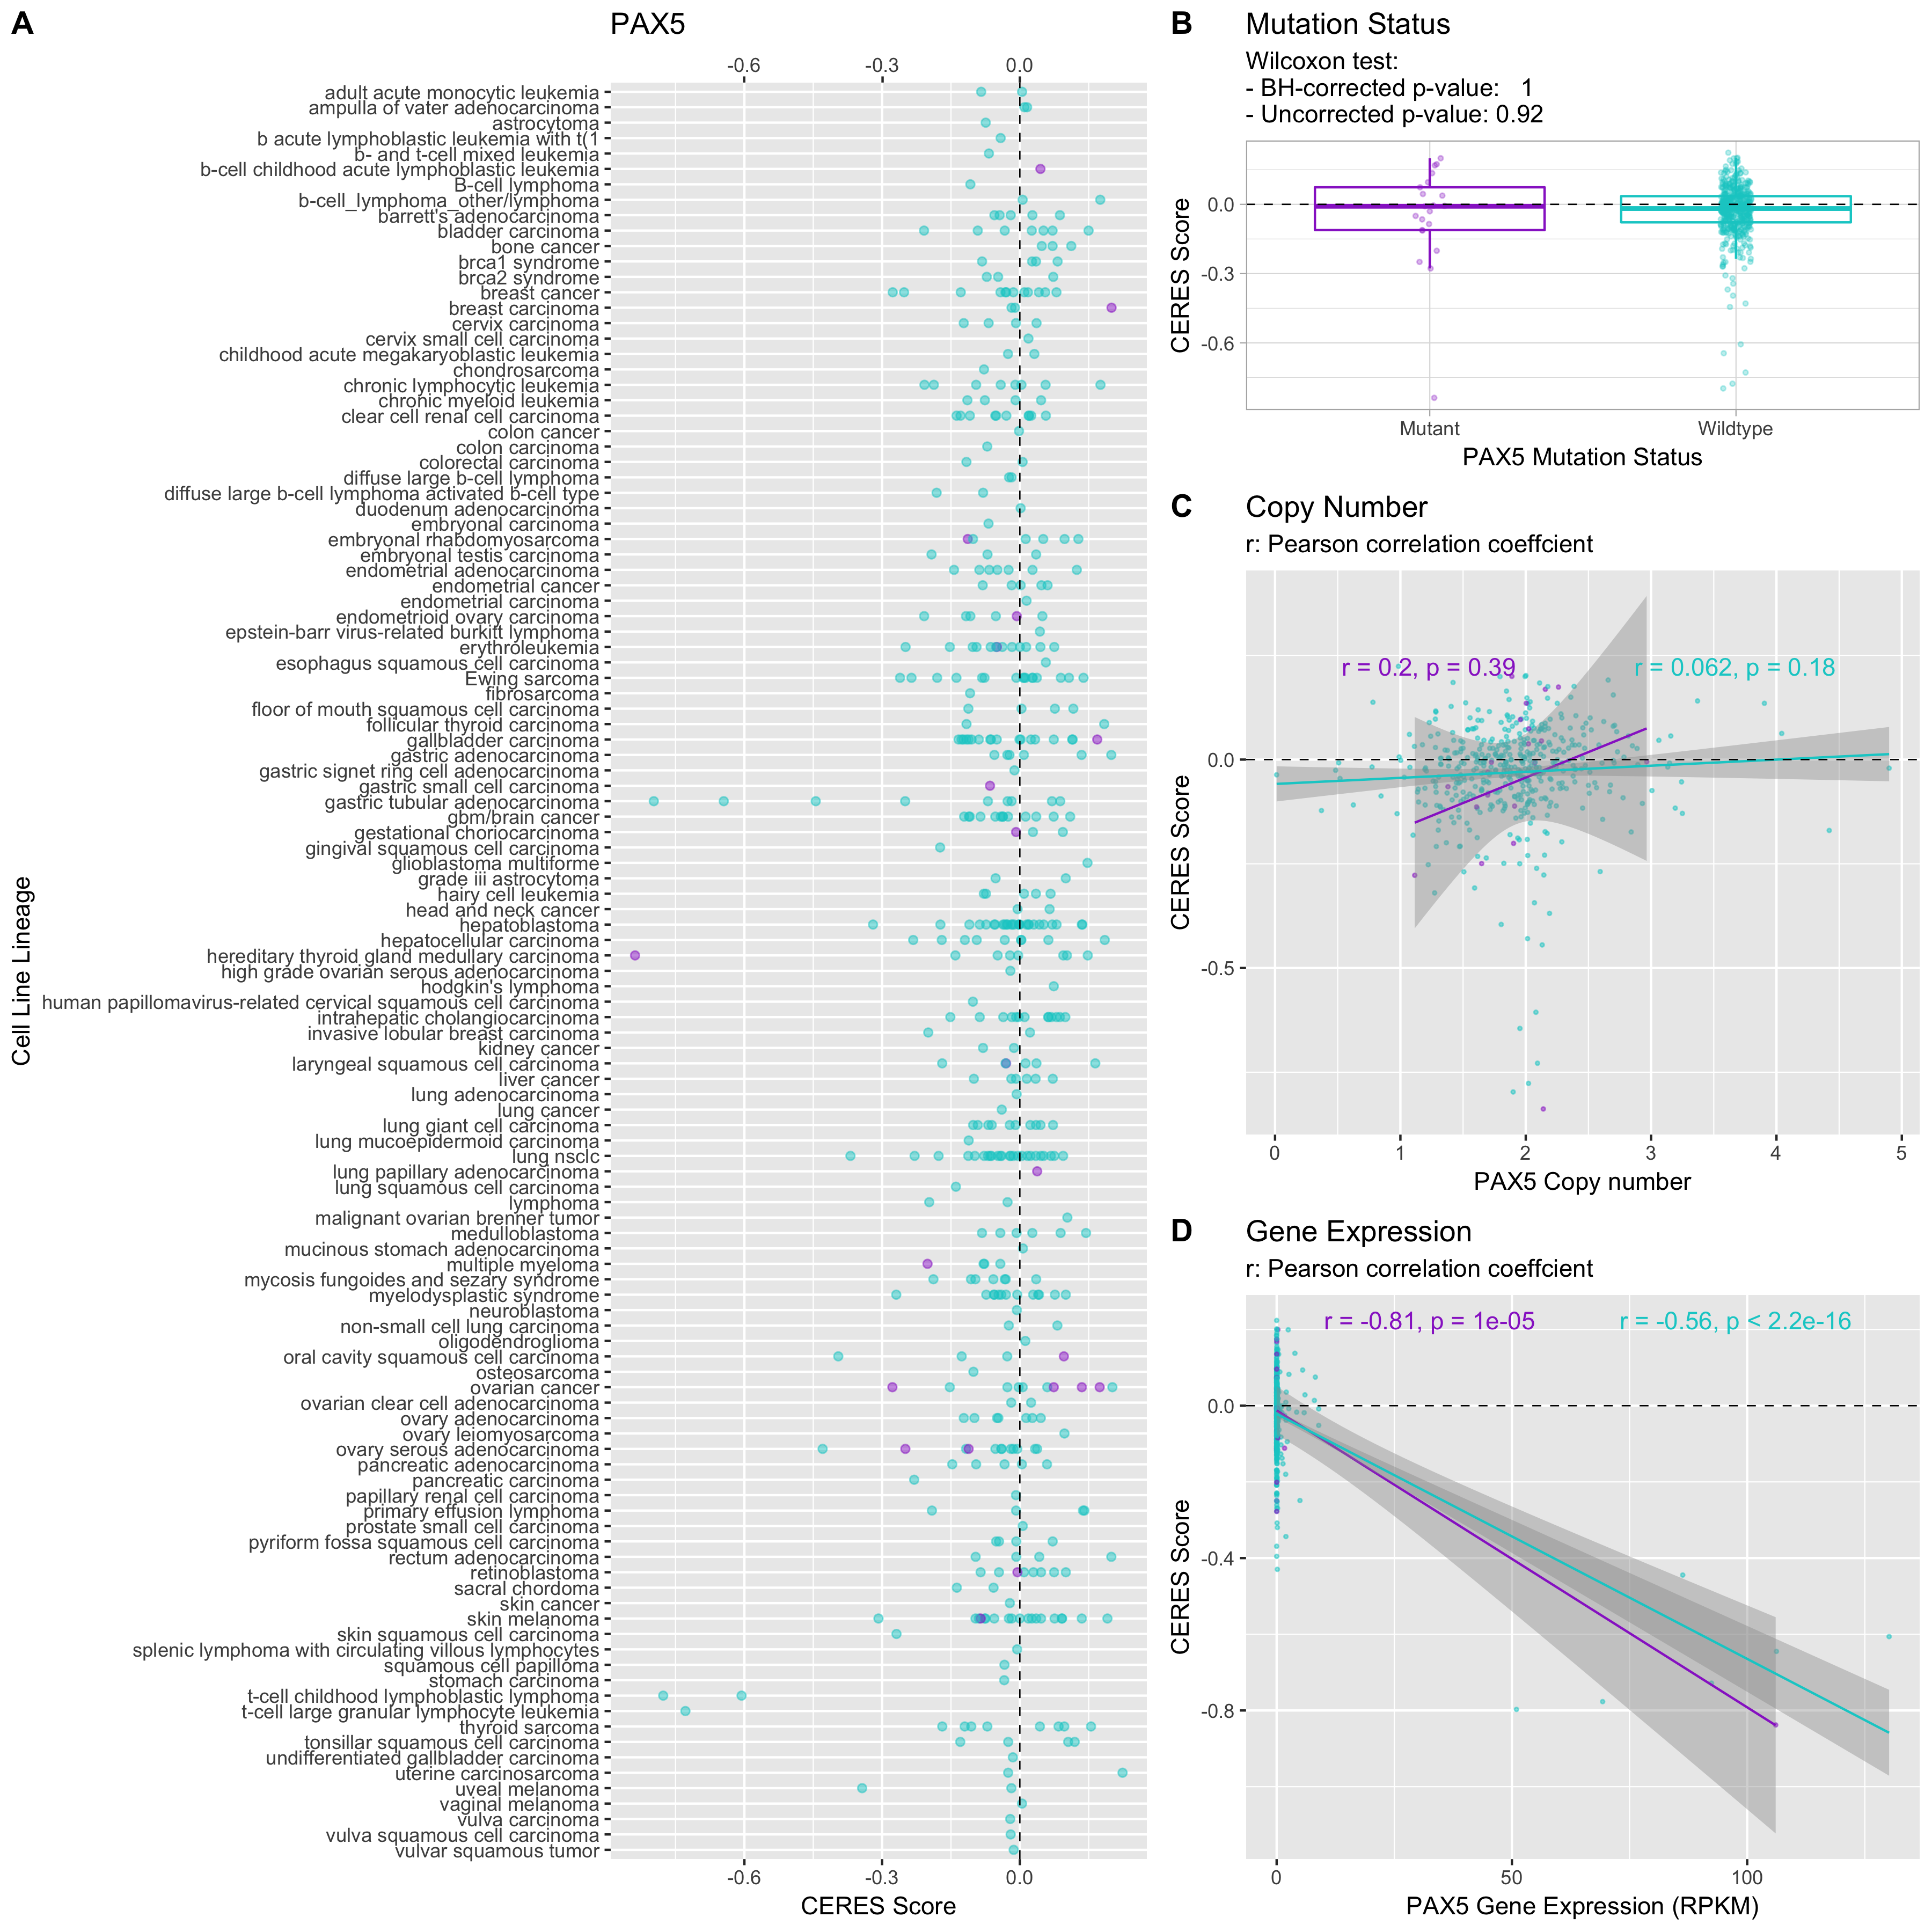 A
PAX5
-0.6 -0.3 0.0
adult acute monocytic leukemia
ampulla of vater adenocarcinoma
astrocytoma
b acute lymphoblastic leukemia with t(1
b- and t-cell mixed leukemia
b-cell childhood acute lymphoblastic leukemia
B-cell lymphoma
b-cell_lymphoma_other/lymphoma
barrett's adenocarcinoma
bladder carcinoma
bone cancer
brca1 syndrome
brca2 syndrome
breast cancer
breast carcinoma
cervix carcinoma
cervix small cell carcinoma
childhood acute megakaryoblastic leukemia
chondrosarcoma
chronic lymphocytic leukemia
chronic myeloid leukemia
clear cell renal cell carcinoma
colon cancer
colon carcinoma
colorectal carcinoma
diffuse large b-cell lymphoma
diffuse large b-cell lymphoma activated b-cell type
duodenum adenocarcinoma
embryonal carcinoma
embryonal rhabdomyosarcoma
embryonal testis carcinoma
endometrial adenocarcinoma
endometrial cancer
endometrial carcinoma
endometrioid ovary carcinoma
epstein-barr virus-related burkitt lymphoma
erythroleukemia
esophagus squamous cell carcinoma
Ewing sarcoma
fibrosarcoma
floor of mouth squamous cell carcinoma
follicular thyroid carcinoma
gallbladder carcinoma
gastric adenocarcinoma
gastric signet ring cell adenocarcinoma
gastric small cell carcinoma
gastric tubular adenocarcinoma
gbm/brain cancer
gestational choriocarcinoma
gingival squamous cell carcinoma
glioblastoma multiforme
grade iii astrocytoma
hairy cell leukemia
head and neck cancer
hepatoblastoma
hepatocellular carcinoma
hereditary thyroid gland medullary carcinoma
high grade ovarian serous adenocarcinoma
hodgkin's lymphoma
human papillomavirus-related cervical squamous cell carcinoma
intrahepatic cholangiocarcinoma
invasive lobular breast carcinoma
kidney cancer
laryngeal squamous cell carcinoma
liver cancer
lung adenocarcinoma
lung cancer
lung giant cell carcinoma
lung mucoepidermoid carcinoma
lung nsclc
lung papillary adenocarcinoma
lung squamous cell carcinoma
lymphoma
malignant ovarian brenner tumor
medulloblastoma
mucinous stomach adenocarcinoma
multiple myeloma
mycosis fungoides and sezary syndrome
myelodysplastic syndrome
neuroblastoma
non-small cell lung carcinoma
oligodendroglioma
oral cavity squamous cell carcinoma
osteosarcoma
ovarian cancer
ovarian clear cell adenocarcinoma
ovary adenocarcinoma
ovary leiomyosarcoma
ovary serous adenocarcinoma
pancreatic adenocarcinoma
pancreatic carcinoma
papillary renal cell carcinoma
primary effusion lymphoma
prostate small cell carcinoma
pyriform fossa squamous cell carcinoma
rectum adenocarcinoma
retinoblastoma
sacral chordoma
skin cancer
skin melanoma
skin squamous cell carcinoma
splenic lymphoma with circulating villous lymphocytes
squamous cell papilloma
stomach carcinoma
t-cell childhood lymphoblastic lymphoma
t-cell large granular lymphocyte leukemia
thyroid sarcoma
tonsillar squamous cell carcinoma
undifferentiated gallbladder carcinoma
uterine carcinosarcoma
uveal melanoma
vaginal melanoma
vulva carcinoma
vulva squamous cell carcinoma
vulvar squamous tumor
-0.6 -0.3 0.0
CERES Score
Cell Line Lineage
B
Mutation Status
Wilcoxon test:
- BH-corrected p-value: 1
- Uncorrected p-value: 0.92
0.0
-0.3
-0.6
CERES Score
Mutant Wildtype
PAX5 Mutation Status
C
Copy Number
r: Pearson correlation coeffcient
r = 0.2, p = 0.39 r = 0.062, p = 0.18
0.0
-0.5
CERES Score
0 1 2 3 4 5
PAX5 Copy number
D
Gene Expression
r: Pearson correlation coeffcient
r = -0.81, p = 1e-05 r = -0.56, p < 2.2e-16
0.0
-0.4
-0.8
CERES Score
0 50 100
PAX5 Gene Expression (RPKM)